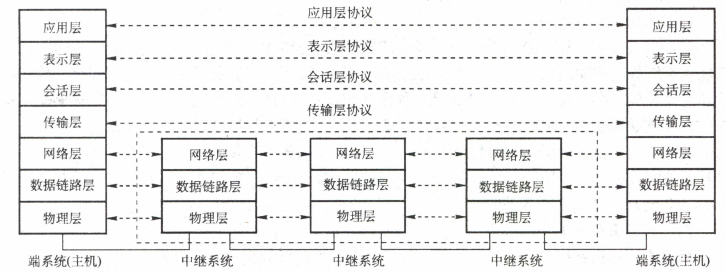 应用层协议
应用层 应用层
表示层协议
表示层 表示层
会话层协议
会话层 会话层
传输层协议
传输层 传输层
网络层 网络层 网络层 网络层 网络层
数据链路层 数据链路层 数据链路层 数据链路层 数据链路层
物理层 物理层 物理层 物理层 物理层
端系统(主机) 中继系统 中继系统 中继系统 端系统(主机)